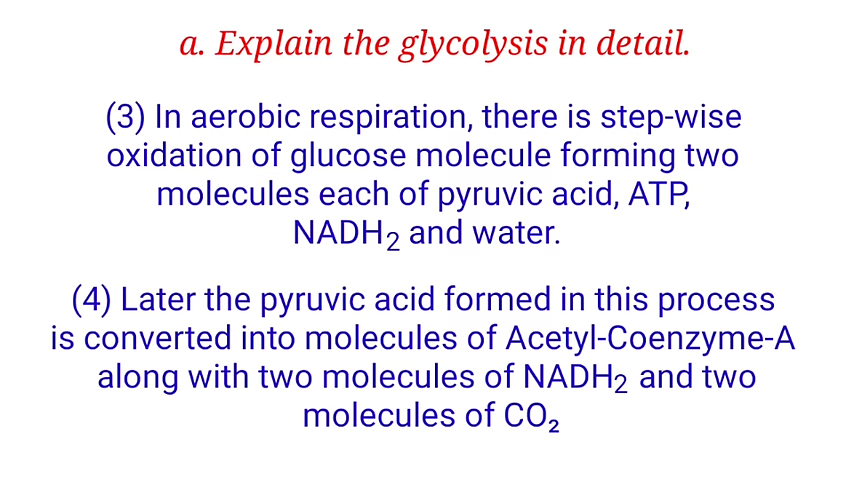 a. Explain the glycolysis in detail.
(3) In aerobic respiration, there is step-wise
oxidation of glucose molecule forming two
molecules each of pyruvic acid, ATP,
NADH₂ and water.
(4) Later the pyruvic acid formed in this process
is converted into molecules of Acetyl-Coenzyme-A
along with two molecules of NADH₂ and two
molecules of CO₂